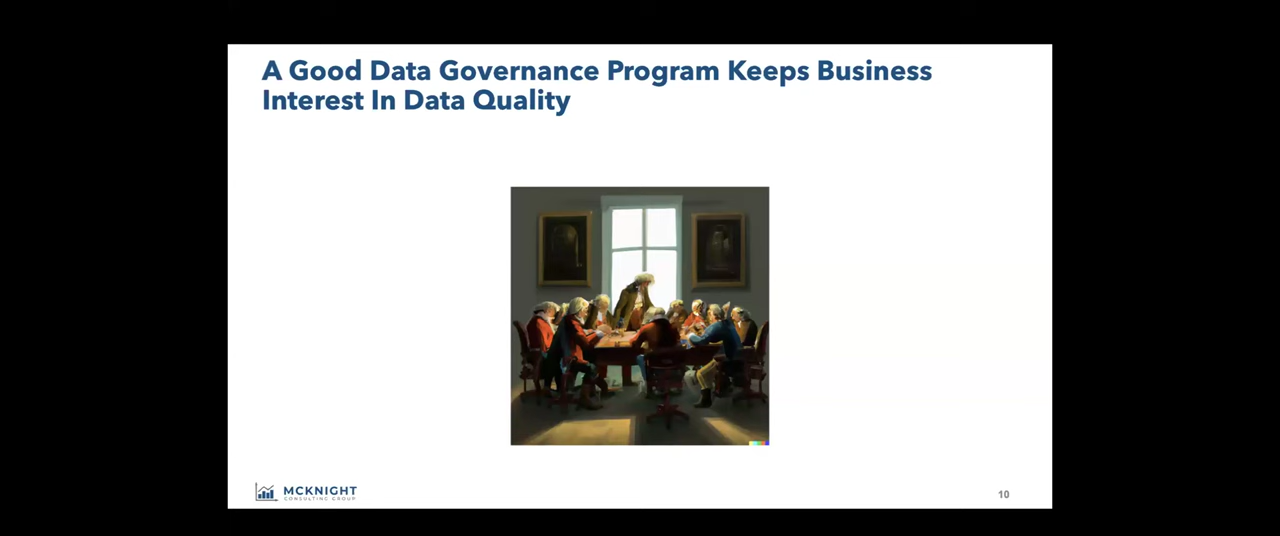 A Good Data Governance Program Keeps Business
Interest In Data Quality
MCKNIGHT
CONSULTING GROUP
10